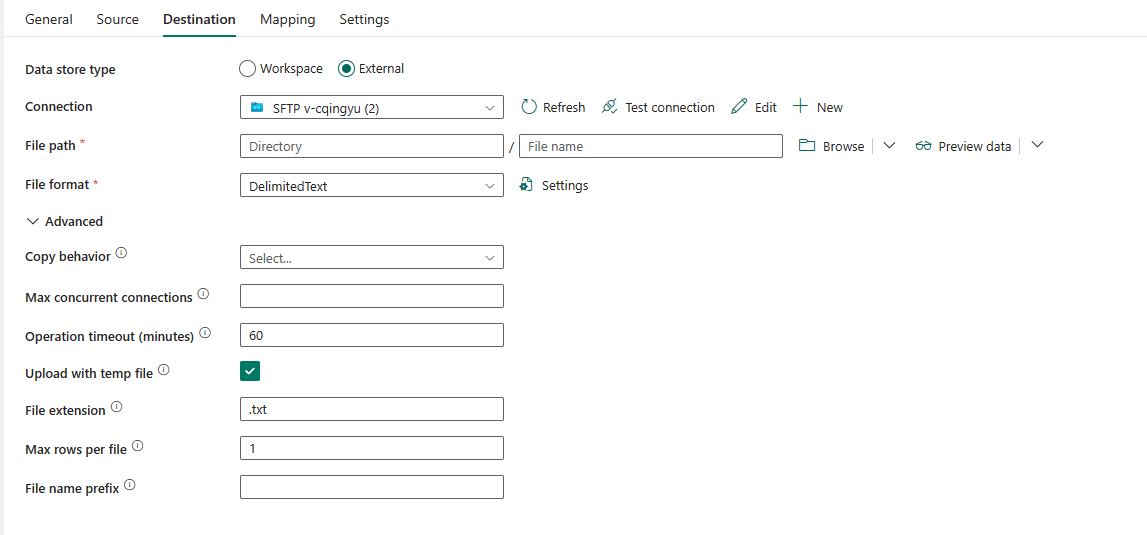 General Source Destination Mapping Settings
Data store type Workspace External
Connection SFTP v-cqingyu (2) Refresh Test connection Edit New
File path * Directory / File name Browse Preview data
File format * DelimitedText Settings
Advanced
Copy behavior Select...
Max concurrent connections
Operation timeout (minutes) 60
Upload with temp file
File extension .txt
Max rows per file 1
File name prefix